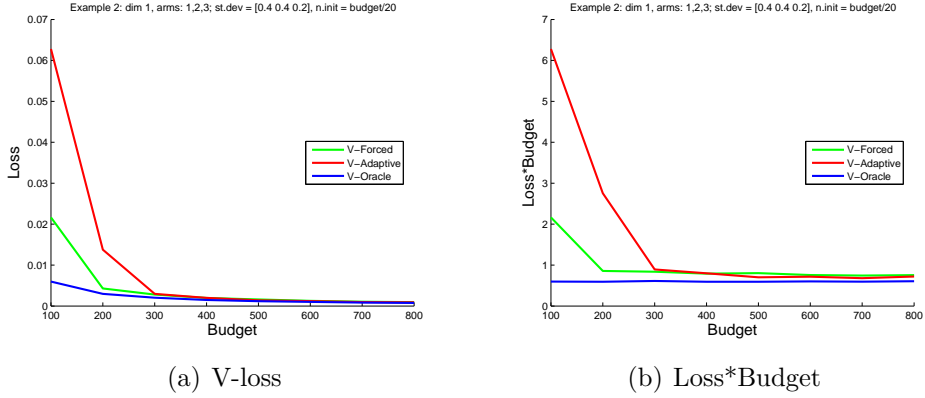 Example 2: dim 1, arms: 1,2,3; st.dev = [0.4 0.4 0.2], n.init = budget/20
0.07
0.06
0.05
0.04
0.03
0.02
0.01
0
Loss
V-Forced
V-Adaptive
V-Oracle
100 200 300 400 500 600 700 800
Budget
(a) V-loss
Example 2: dim 1, arms: 1,2,3; st.dev = [0.4 0.4 0.2], n.init = budget/20
7
6
5
4
3
2
1
0
Loss*Budget
V-Forced
V-Adaptive
V-Oracle
100 200 300 400 500 600 700 800
Budget
(b) Loss*Budget